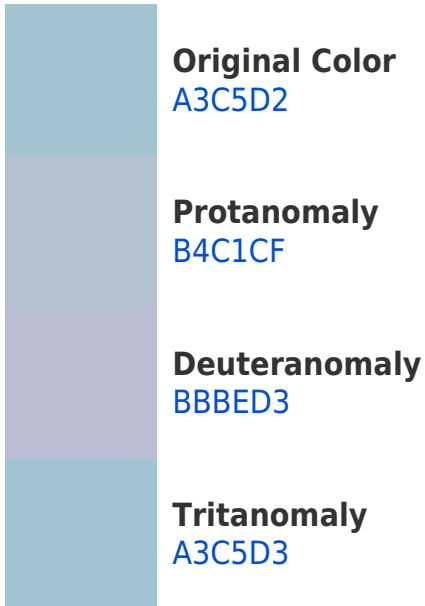 Original Color
A3C5D2
Protanomaly
B4C1CF
Deuteranomaly
BBBED3
Tritanomaly
A3C5D3